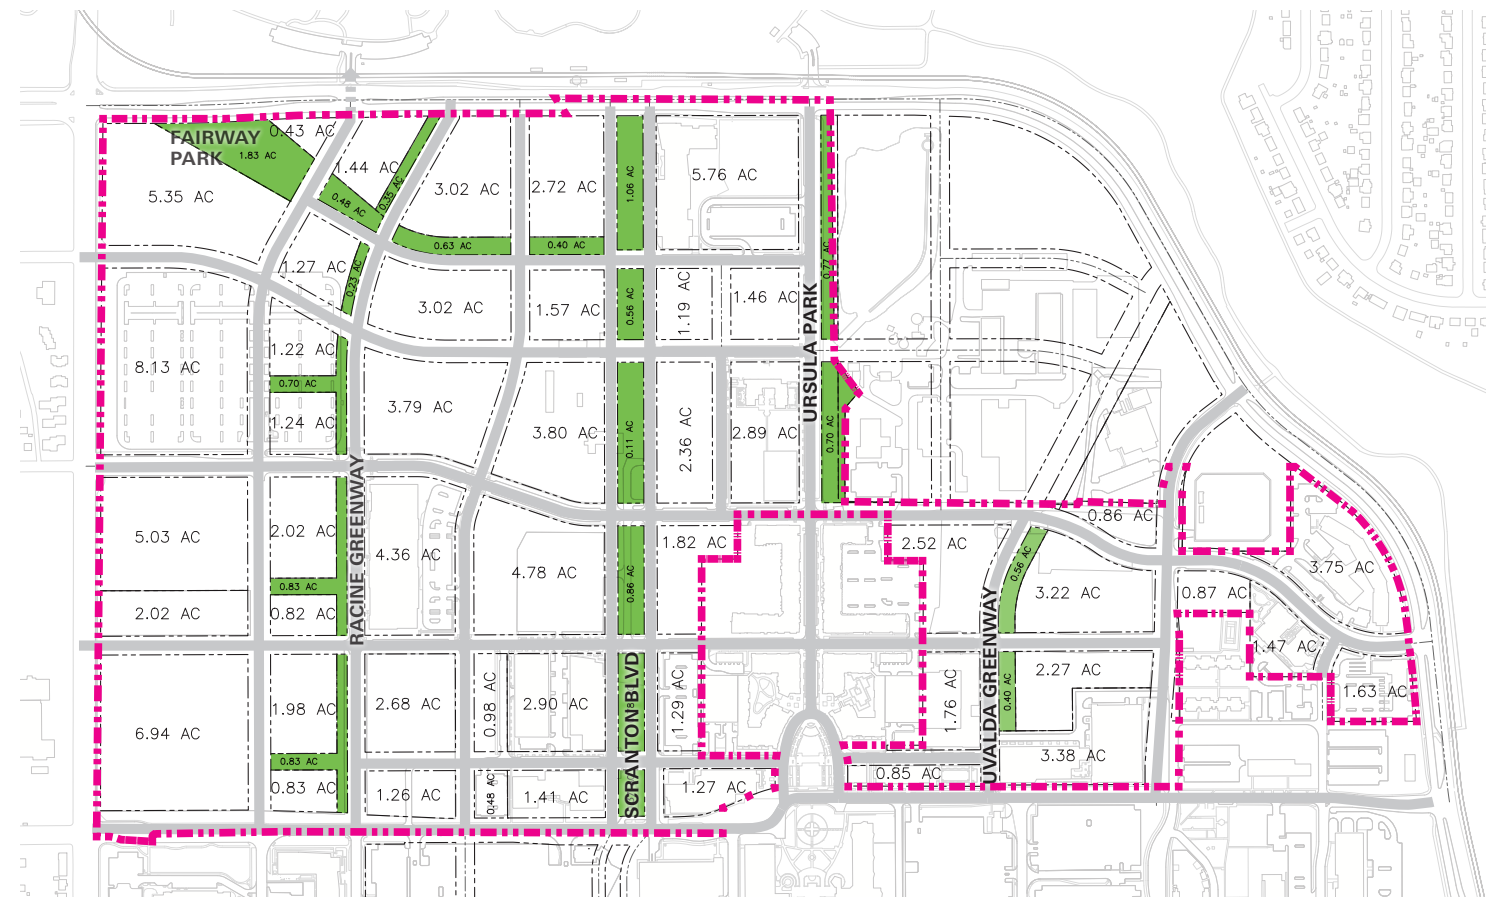 0.43 AC
FAIRWAY
PARK
1.83 AC
5.35 AC
1.44 AC
0.48 AC
0.35 AC
3.02 AC
2.72 AC
1.06 AC
5.76 AC
0.63 AC
0.40 AC
0.77 AC
1.27 AC
0.23 AC
3.02 AC
1.57 AC
0.56 AC
1.19 AC
1.46 AC
URSULA PARK
8.13 AC
1.22 AC
0.70 AC
1.24 AC
3.79 AC
3.80 AC
0.11 AC
2.36 AC
2.89 AC
0.70 AC
RACINE GREENWAY
5.03 AC
2.02 AC
4.36 AC
4.78 AC
1.82 AC
2.52 AC
0.86 AC
0.56 AC
3.75 AC
0.83 AC
0.86 AC
3.22 AC
0.87 AC
2.02 AC
0.82 AC
1.47 AC
UVALDA GREENWAY
6.94 AC
1.98 AC
2.68 AC
0.98 AC
2.90 AC
SCRANTON BLVD
1.29 AC
1.76 AC
0.40 AC
2.27 AC
1.63 AC
0.83 AC
3.38 AC
0.83 AC
1.26 AC
0.48 AC
1.41 AC
1.27 AC
0.85 AC